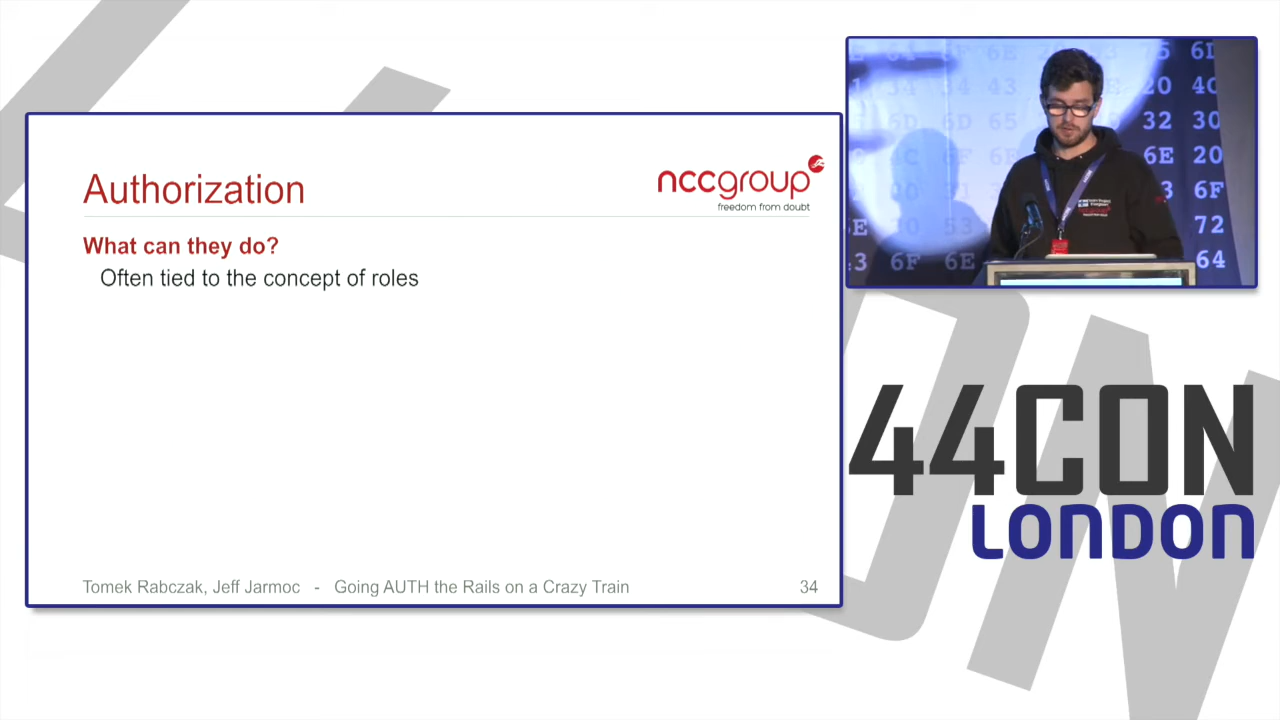 Authorization
nccgroup
freedom from doubt
What can they do?
Often tied to the concept of roles
Tomek Rabczak, Jeff Jarmoc - Going AUTH the Rails on a Crazy Train
34
44CON
LONDON
nccgroup